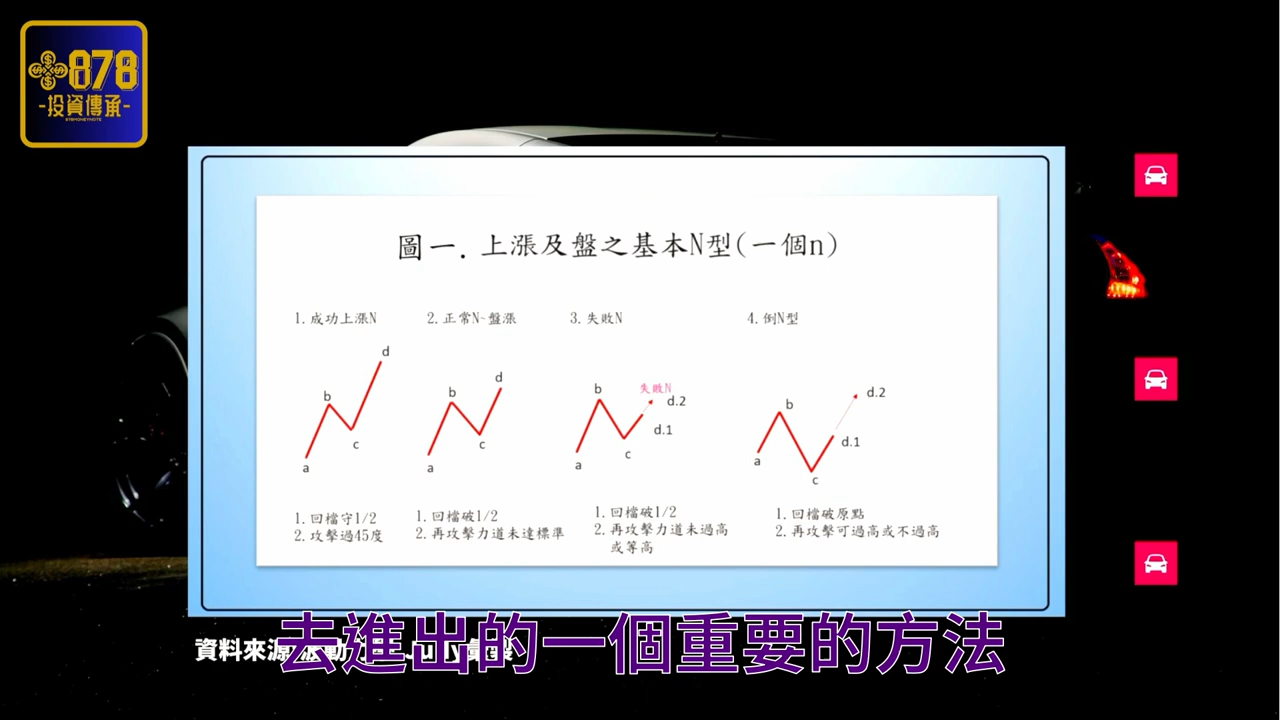 878
-投資傳承-
878MONEYNOTE
圖一. 上漲及盤之基本N型(一個n)
1. 成功上漲N
2. 正常N~盤漲
3. 失敗N
4. 倒N型
d
b
c
a
d
b
c
a
失敗N
b
d.2
d.1
c
a
d.2
b
d.1
a
c
1. 回檔守1/2
2. 攻擊過45度
1. 回檔破1/2
2. 再攻擊力道未達標準
1. 回檔破1/2
2. 再攻擊力道未過高
或等高
1. 回檔破原點
2. 再攻擊可過高或不過高
資料來源
去進出的一個重要的方法